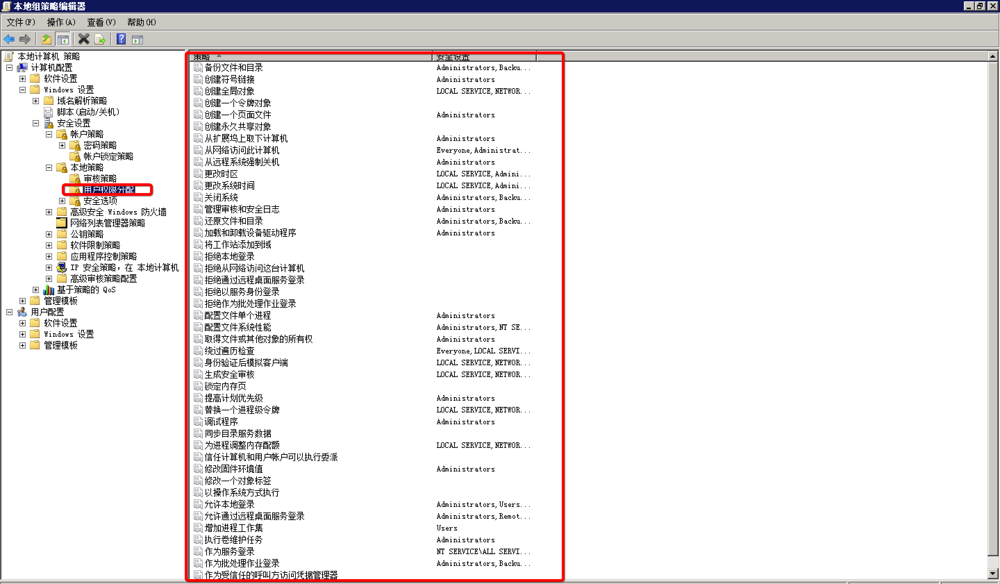 本地组策略编辑器
文件(F) 操作(A) 查看(V) 帮助(H)
本地计算机 策略
计算机配置
软件设置
Windows 设置
域名解析策略
脚本(启动/关机)
安全设置
帐户策略
密码策略
帐户锁定策略
本地策略
审核策略
用户权限分配
安全选项
高级安全 Windows 防火墙
网络列表管理器策略
公钥策略
软件限制策略
应用程序控制策略
IP 安全策略，在 本地计算机
高级审核策略配置
基于策略的 QoS
管理模板
用户配置
软件设置
Windows 设置
管理模板
策略 安全设置
备份文件和目录 Administrators,Backu...
创建符号链接 Administrators
创建全局对象 LOCAL SERVICE,NETWOR...
创建一个令牌对象
创建一个页面文件 Administrators
创建永久共享对象
从扩展坞上取下计算机 Administrators
从网络访问此计算机 Everyone,Administrat...
从远程系统强制关机 Administrators
更改时区 LOCAL SERVICE,Admini...
更改系统时间 LOCAL SERVICE,Admini...
关闭系统 Administrators,Backu...
管理审核和安全日志 Administrators
还原文件和目录 Administrators,Backu...
加载和卸载设备驱动程序 Administrators
将工作站添加到域
拒绝本地登录
拒绝从网络访问这台计算机
拒绝通过远程桌面服务登录
拒绝以服务身份登录
拒绝作为批处理作业登录
配置文件单个进程 Administrators
配置文件系统性能 Administrators,NT SE...
取得文件或其他对象的所有权 Administrators
绕过遍历检查 Everyone,LOCAL SERVI...
身份验证后模拟客户端 LOCAL SERVICE,NETWOR...
生成安全审核 LOCAL SERVICE,NETWOR...
锁定内存页
提高计划优先级 Administrators
替换一个进程级令牌 LOCAL SERVICE,NETWOR...
调试程序 Administrators
同步目录服务数据
为进程调整内存配额 LOCAL SERVICE,NETWOR...
信任计算机和用户帐户可以执行委派
修改固件环境值 Administrators
修改一个对象标签
以操作系统方式执行
允许本地登录 Administrators,Users...
允许通过远程桌面服务登录 Administrators,Remot...
增加进程工作集 Users
执行卷维护任务 Administrators
作为服务登录 NT SERVICE\ALL SERVI...
作为批处理作业登录 Administrators,Backu...
作为受信任的呼叫方访问凭据管理器